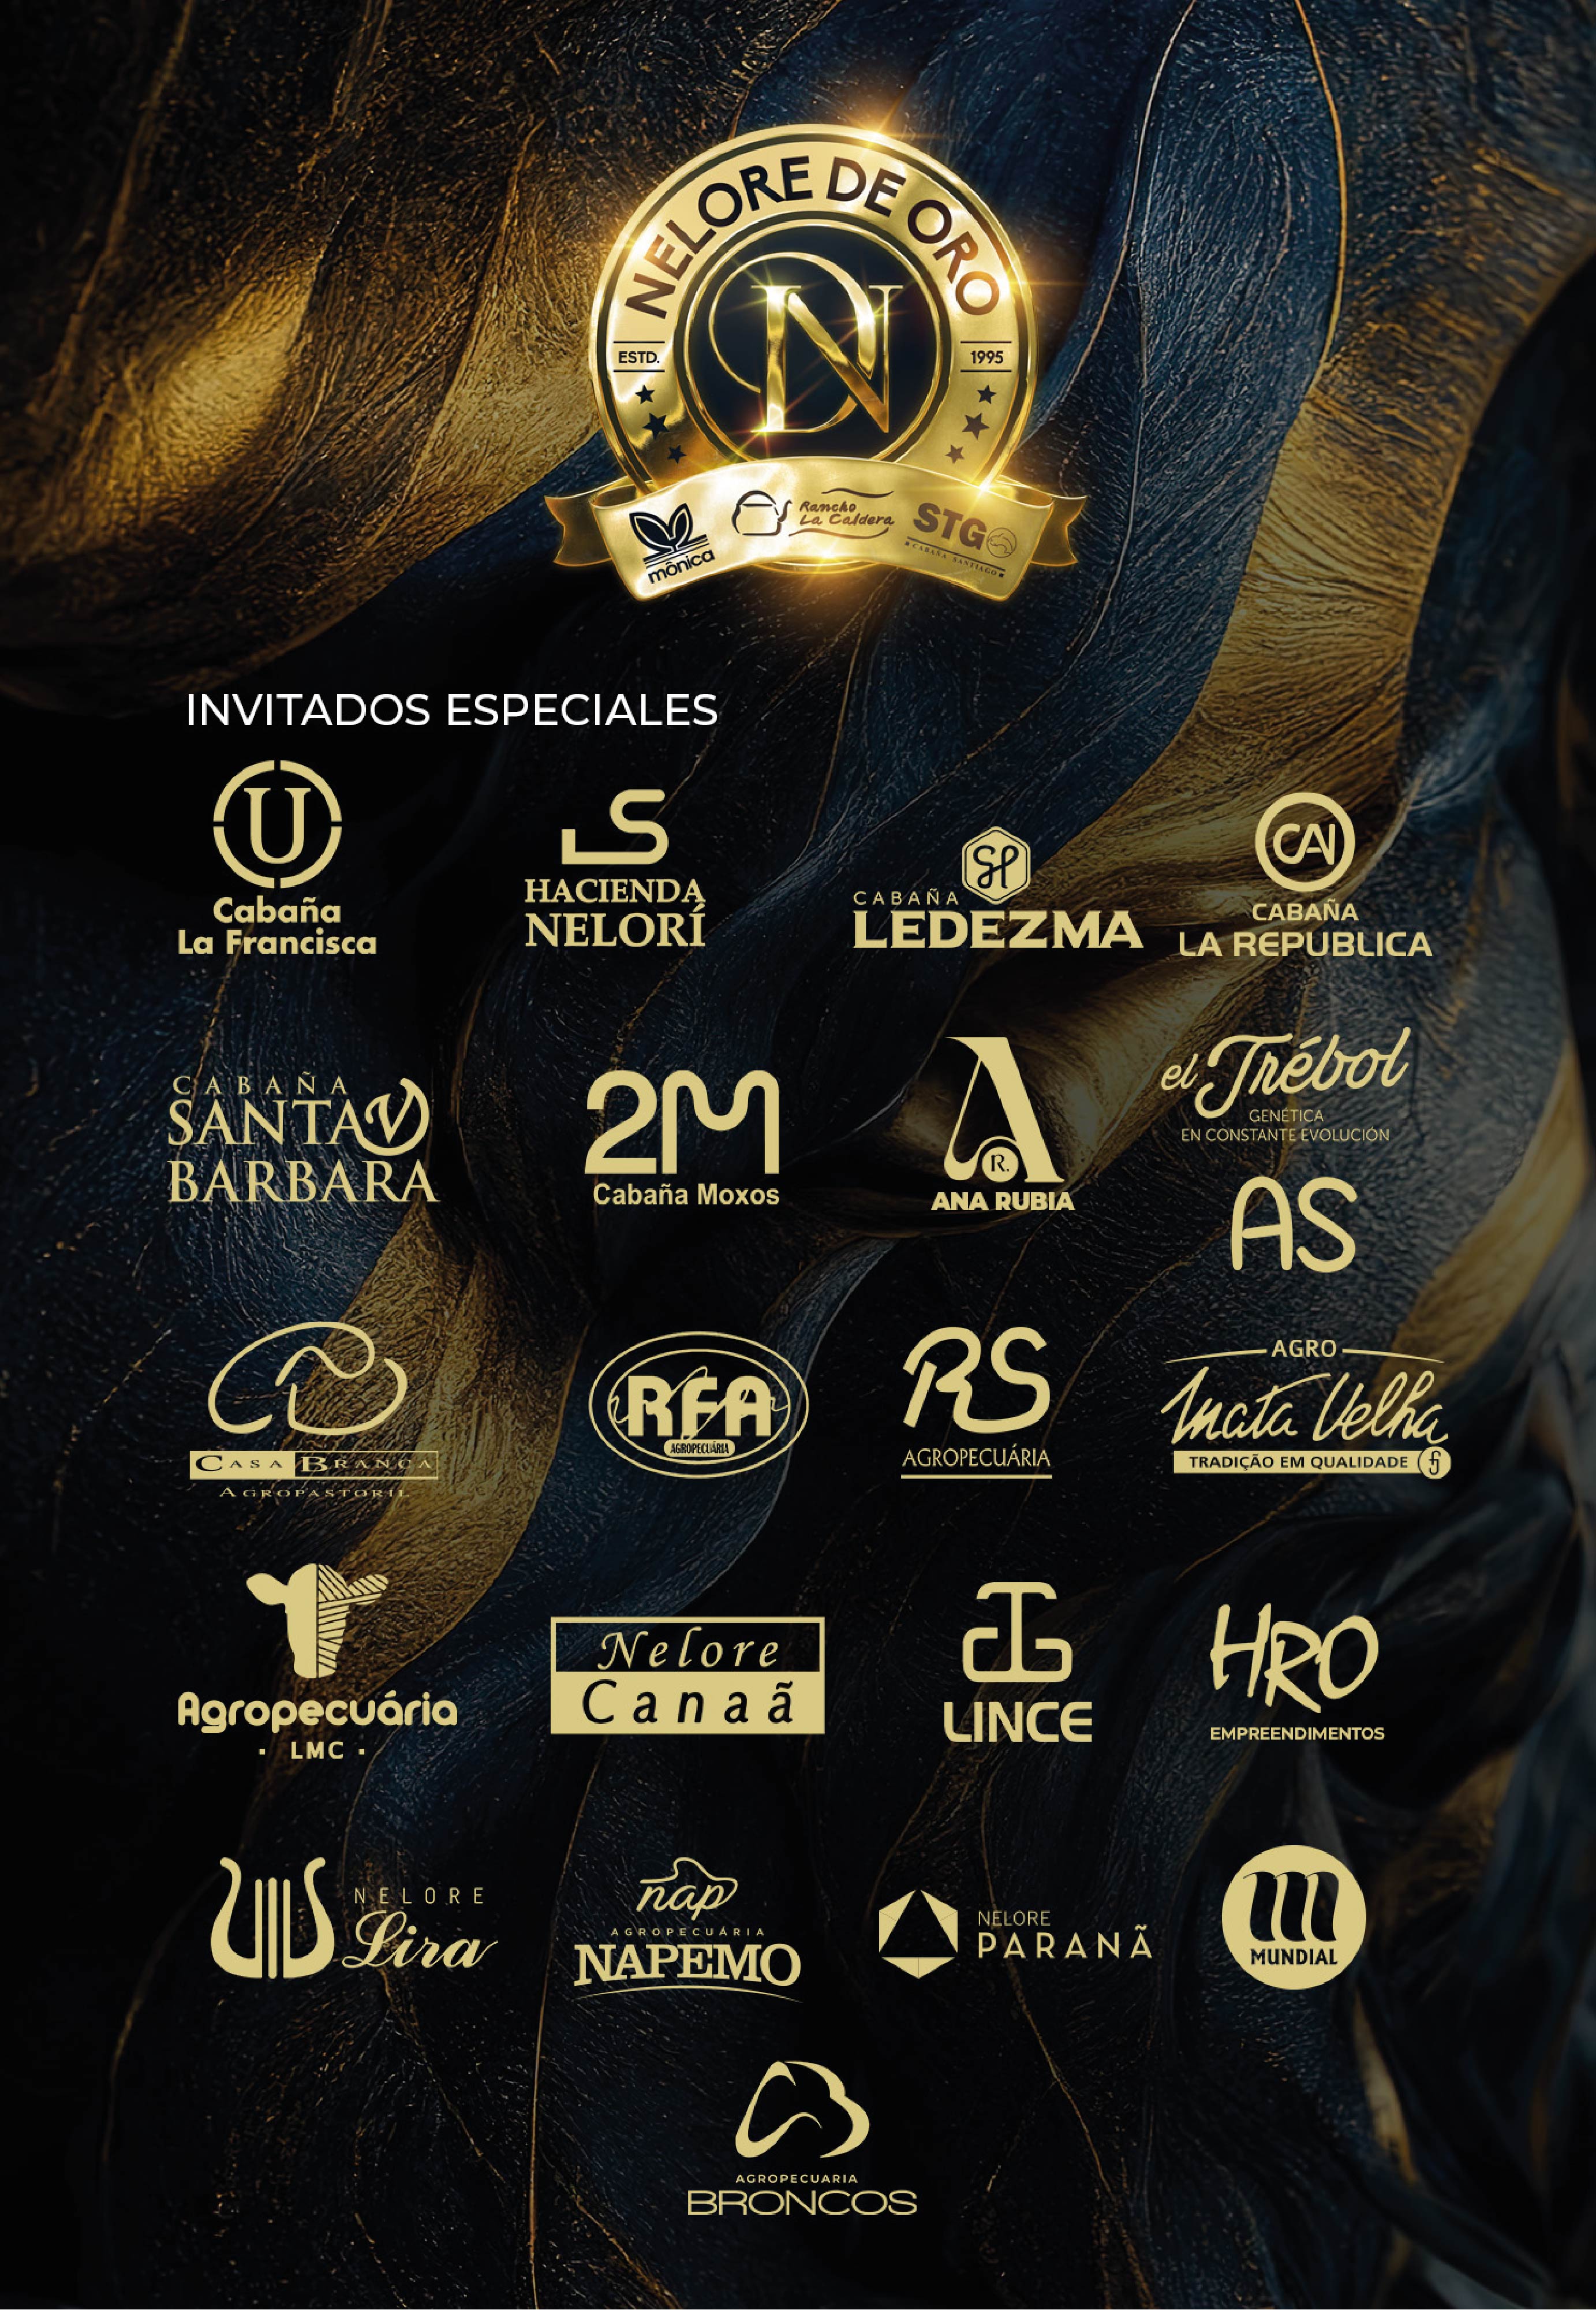 NELORE DE ORO
ESTD.
1995
mônica
Rancho
La Caldera
STG
CABAÑA SANTIAGO
INVITADOS ESPECIALES
U
Cabaña
La Francisca
HACIENDA
NELORÍ
CABAÑA
LEDEZMA
CABAÑA
LA REPUBLICA
CABAÑA
SANTA
BARBARA
2M
Cabaña Moxos
A
R.
ANA RUBIA
el Trébol
GENÉTICA
EN CONSTANTE EVOLUCIÓN
AS
CASA BRANCA
AGROPASTORIL
RFA
AGROPECUÁRIA
RS
AGROPECUÁRIA
AGRO
Mata Velha
TRADIÇÃO EM QUALIDADE
Agropecuária
· LMC ·
Nelore
Canaã
LINCE
HRO
EMPREENDIMENTOS
NELORE
Lira
nap
AGROPECUÁRIA
NAPEMO
NELORE
PARANÃ
MUNDIAL
AGROPECUARIA
BRONCOS